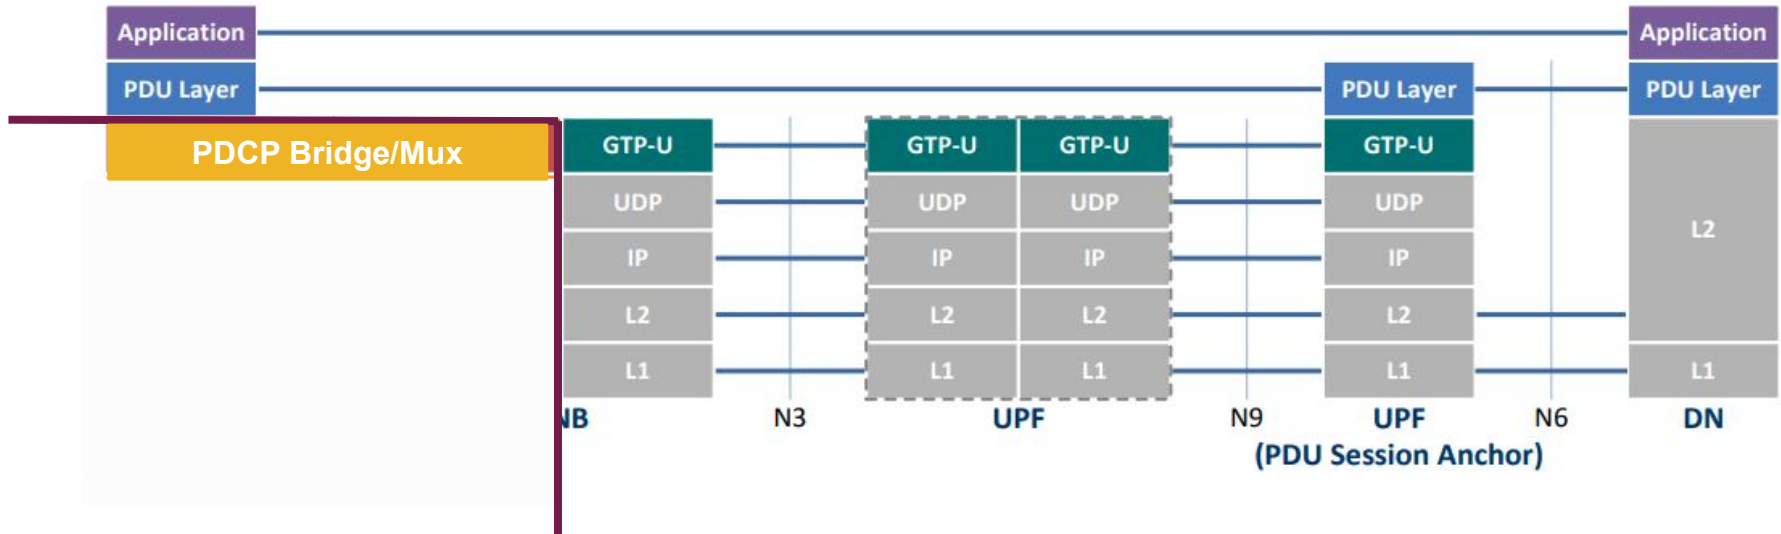 Application Application
PDU Layer PDU Layer PDU Layer
PDCP Bridge/Mux GTP-U GTP-U GTP-U GTP-U
UDP UDP UDP UDP
L2
IP IP IP IP
L2 L2 L2 L2
L1 L1 L1 L1 L1
NB N3 UPF N9 UPF N6 DN
(PDU Session Anchor)